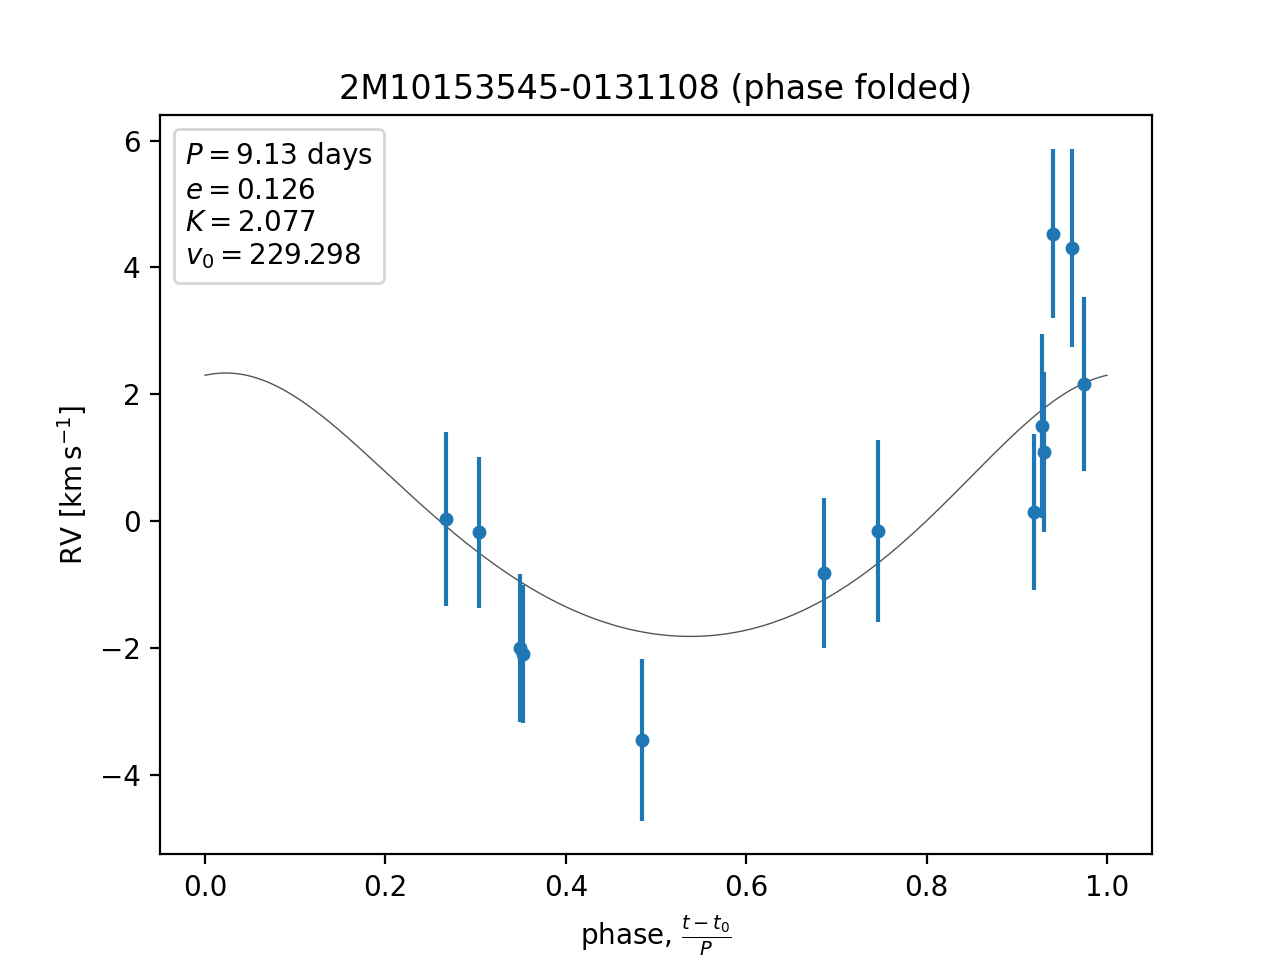 2M10153545-0131108 (phase folded)
P = 9.13 days
e = 0.126
K = 2.077
v₀ = 229.298
6
4
2
0
−2
−4
RV [km s⁻¹]
0.0 0.2 0.4 0.6 0.8 1.0
phase, (t − t₀)/P